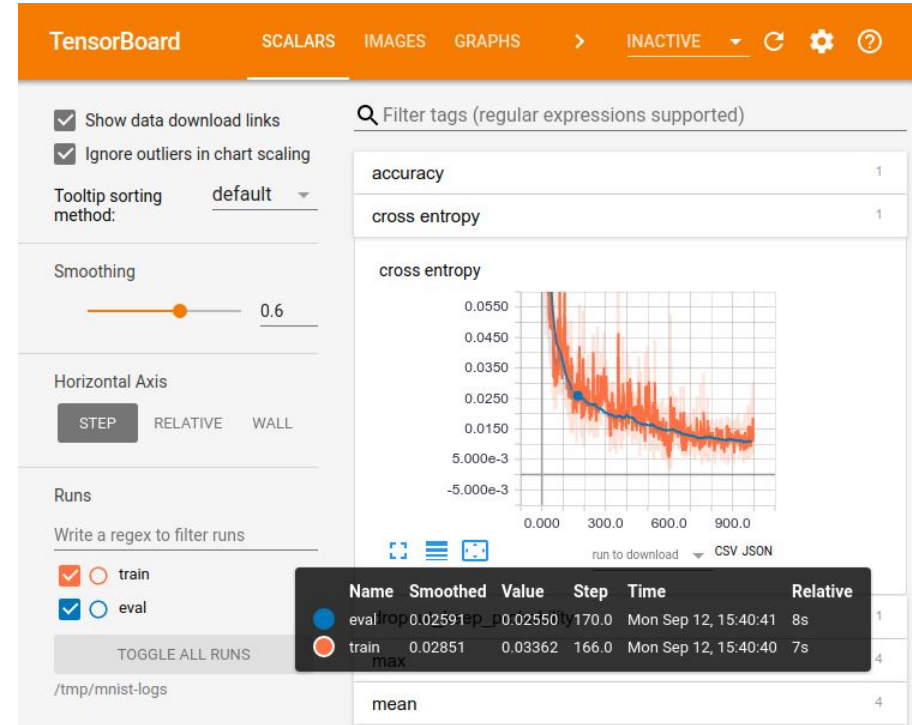 TensorBoard SCALARS IMAGES GRAPHS INACTIVE
Show data download links
Ignore outliers in chart scaling
Tooltip sorting method: default
Smoothing
0.6
Horizontal Axis
STEP RELATIVE WALL
Runs
Write a regex to filter runs
train
eval
TOGGLE ALL RUNS
/tmp/mnist-logs
Filter tags (regular expressions supported)
accuracy 1
cross entropy 1
cross entropy
0.0550
0.0450
0.0350
0.0250
0.0150
5.000e-3
-5.000e-3
0.000 300.0 600.0 900.0
run to download CSV JSON
Name Smoothed Value Step Time Relative
eval 0.02591 0.02550 170.0 Mon Sep 12, 15:40:41 8s
train 0.02851 0.03362 166.0 Mon Sep 12, 15:40:40 7s
1
max 4
mean 4